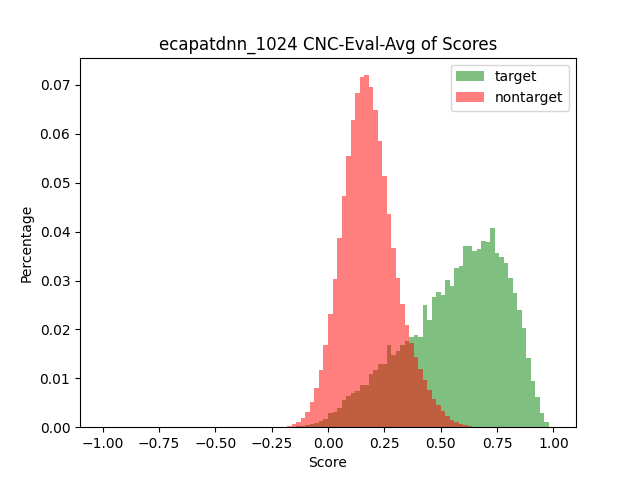 ecapatdnn_1024 CNC-Eval-Avg of Scores
target
nontarget
0.07
0.06
0.05
0.04
0.03
0.02
0.01
0.00
Percentage
−1.00 −0.75 −0.50 −0.25 0.00 0.25 0.50 0.75 1.00
Score